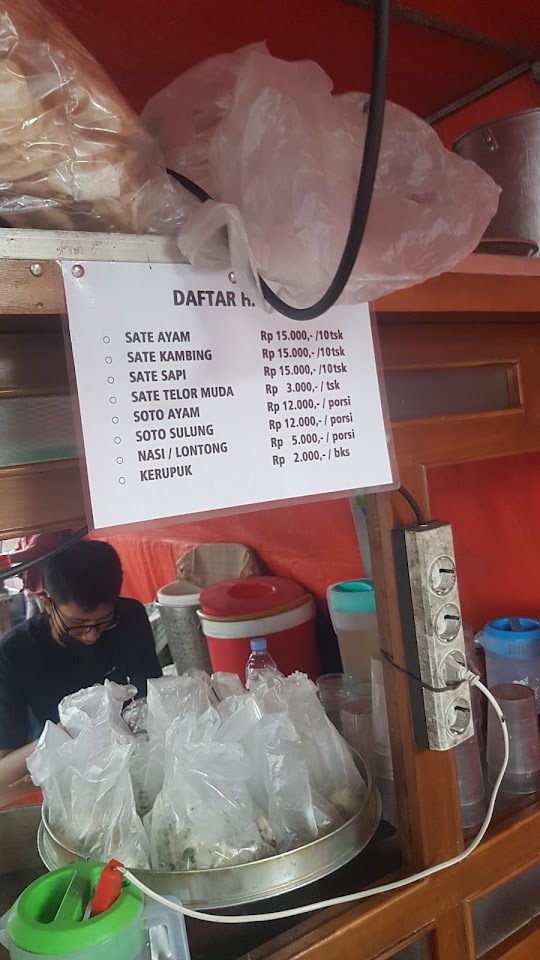 DAFTAR
○ SATE AYAM Rp 15.000,- /10tsk
○ SATE KAMBING Rp 15.000,- /10tsk
○ SATE SAPI Rp 15.000,- /10tsk
○ SATE TELOR MUDA Rp 3.000,- / tsk
○ SOTO AYAM Rp 12.000,- / porsi
○ SOTO SULUNG Rp 12.000,- / porsi
○ NASI / LONTONG Rp 5.000,- / porsi
○ KERUPUK Rp 2.000,- / bks